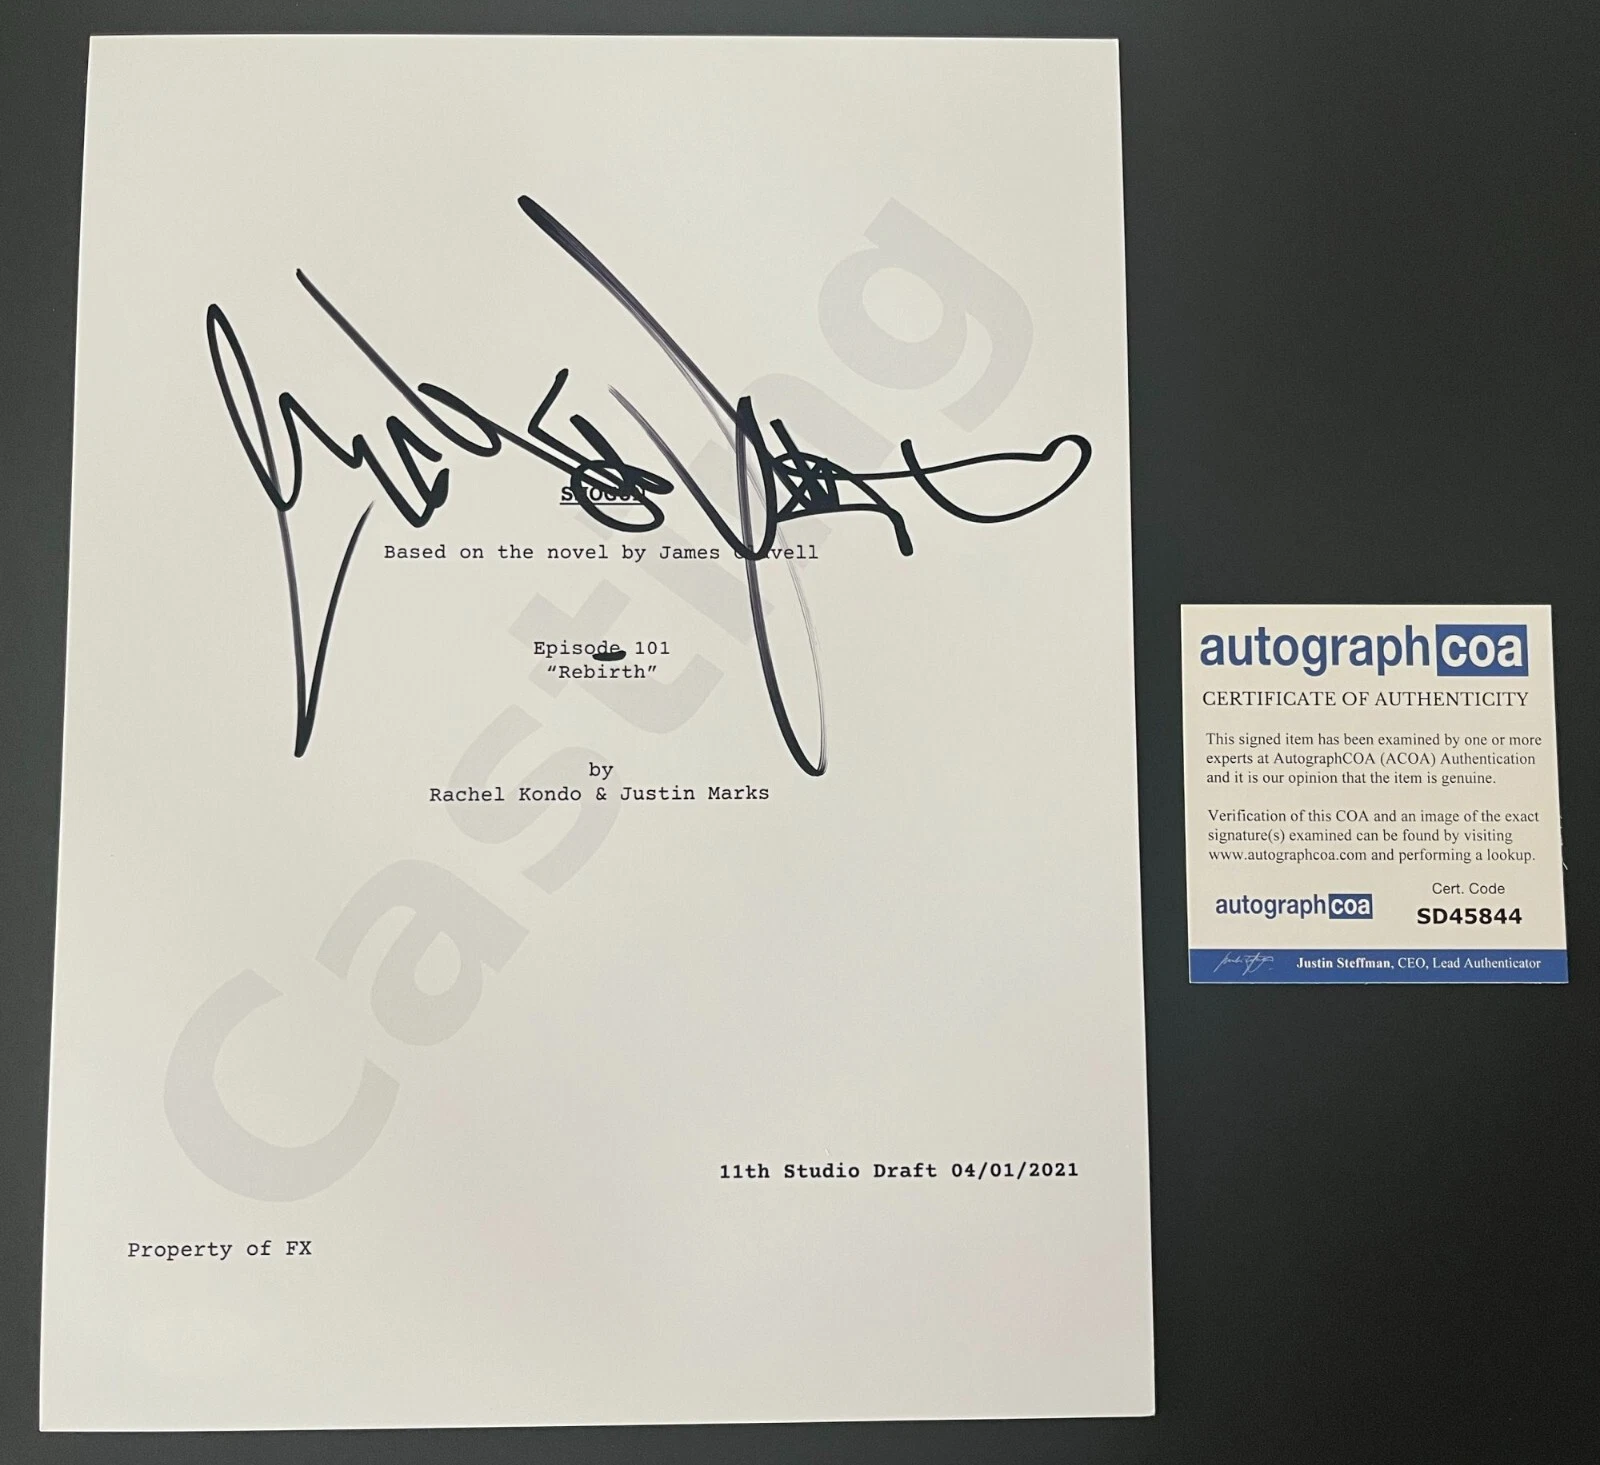 Casting
SHOGUN
Based on the novel by James Clavell
Episode 101
“Rebirth”
by
Rachel Kondo & Justin Marks
11th Studio Draft 04/01/2021
Property of FX
autographcoa
CERTIFICATE OF AUTHENTICITY
This signed item has been examined by one or more
experts at AutographCOA (ACOA) Authentication
and it is our opinion that the item is genuine.
Verification of this COA and an image of the exact
signature(s) examined can be found by visiting
www.autographcoa.com and performing a lookup.
Cert. Code
autographcoa
SD45844
Justin Steffman, CEO, Lead Authenticator